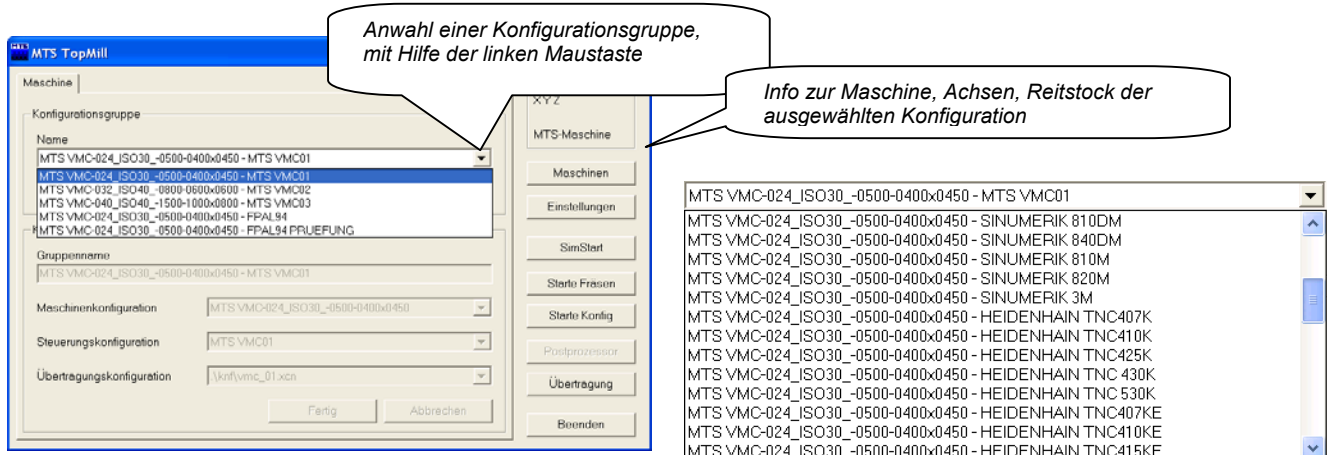 Anwahl einer Konfigurationsgruppe,
mit Hilfe der linken Maustaste
Info zur Maschine, Achsen, Reitstock der
ausgewählten Konfiguration
MTS TopMill
Maschine
Konfigurationsgruppe
Name
MTS VMC-024_ISO30_-0500-0400x0450 - MTS VMC01
MTS VMC-024_ISO30_-0500-0400x0450 - MTS VMC01
MTS VMC-032_ISO40_-0800-0600x0600 - MTS VMC02
MTS VMC-040_ISO40_-1500-1000x0800 - MTS VMC03
MTS VMC-024_ISO30_-0500-0400x0450 - FPAL94
MTS VMC-024_ISO30_-0500-0400x0450 - FPAL94 PRUEFUNG
Gruppenname
MTS VMC-024_ISO30_-0500-0400x0450 - MTS VMC01
Maschinenkonfiguration
MTS VMC-024_ISO30_-0500-0400x0450
Steuerungskonfiguration
MTS VMC01
Übertragungskonfiguration
.\knf\vmc_01.xcn
Fertig
Abbrechen
XYZ
MTS-Maschine
Maschinen
Einstellungen
SimStart
Starte Fräsen
Starte Konfig
Postprozessor
Übertragung
Beenden
MTS VMC-024_ISO30_-0500-0400x0450 - MTS VMC01
MTS VMC-024_ISO30_-0500-0400x0450 - SINUMERIK 810DM
MTS VMC-024_ISO30_-0500-0400x0450 - SINUMERIK 840DM
MTS VMC-024_ISO30_-0500-0400x0450 - SINUMERIK 810M
MTS VMC-024_ISO30_-0500-0400x0450 - SINUMERIK 820M
MTS VMC-024_ISO30_-0500-0400x0450 - SINUMERIK 3M
MTS VMC-024_ISO30_-0500-0400x0450 - HEIDENHAIN TNC407K
MTS VMC-024_ISO30_-0500-0400x0450 - HEIDENHAIN TNC410K
MTS VMC-024_ISO30_-0500-0400x0450 - HEIDENHAIN TNC425K
MTS VMC-024_ISO30_-0500-0400x0450 - HEIDENHAIN TNC 430K
MTS VMC-024_ISO30_-0500-0400x0450 - HEIDENHAIN TNC 530K
MTS VMC-024_ISO30_-0500-0400x0450 - HEIDENHAIN TNC407KE
MTS VMC-024_ISO30_-0500-0400x0450 - HEIDENHAIN TNC410KE
MTS VMC-024_ISO30_-0500-0400x0450 - HEIDENHAIN TNC415KE